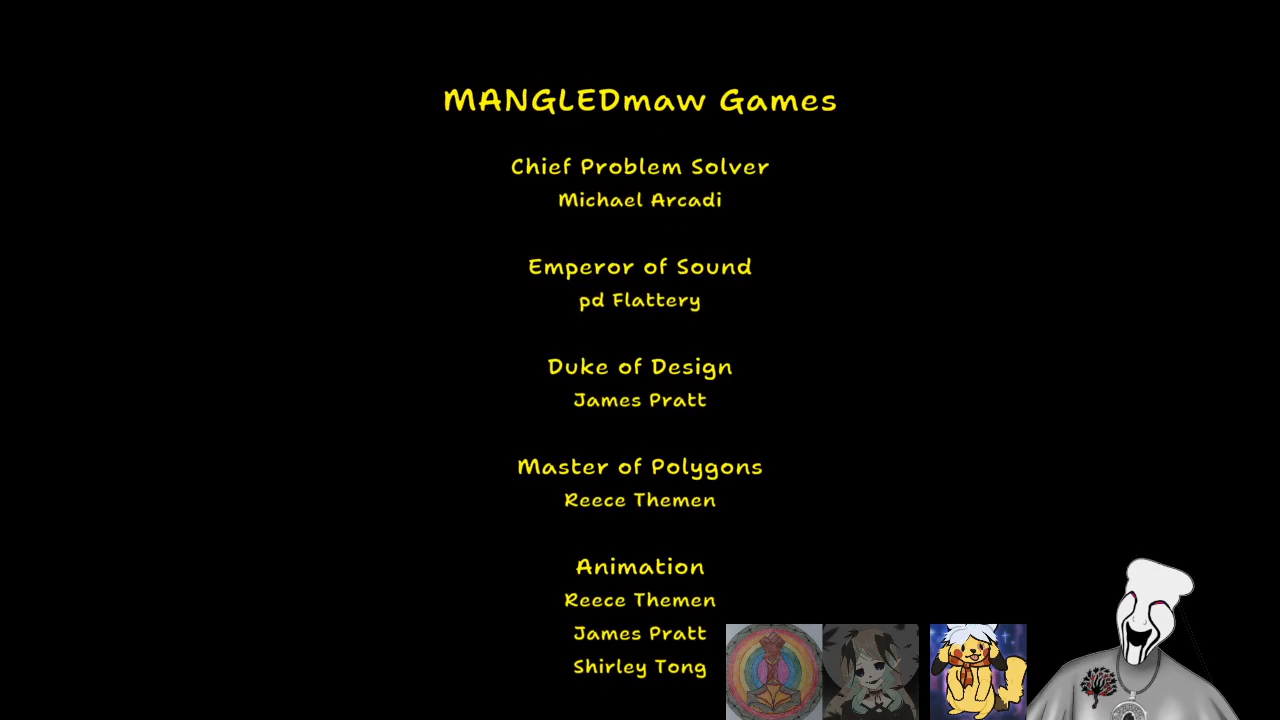 MANGLEDmaw Games
Chief Problem Solver
Michael Arcadi
Emperor of Sound
pd Flattery
Duke of Design
James Pratt
Master of Polygons
Reece Themen
Animation
Reece Themen
James Pratt
Shirley Tong